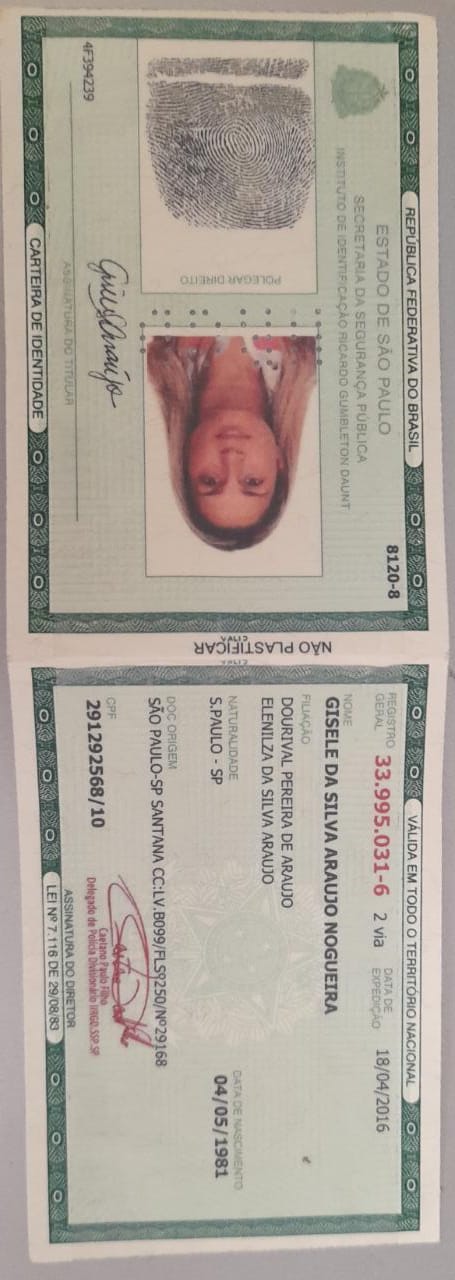 REPÚBLICA FEDERATIVA DO BRASIL
ESTADO DE SÃO PAULO
SECRETARIA DA SEGURANÇA PÚBLICA
INSTITUTO DE IDENTIFICAÇÃO RICARDO GUMBLETON DAUNT
8120-8
POLEGAR DIREITO
ASSINATURA DO TITULAR
4F394239
CARTEIRA DE IDENTIDADE
NÃO PLASTIFICAR
VÁLIDA EM TODO O TERRITÓRIO NACIONAL
REGISTRO GERAL 33.995.031-6 2 via DATA DE EXPEDIÇÃO 18/04/2016
NOME
GISELE DA SILVA ARAUJO NOGUEIRA
FILIAÇÃO
DOURIVAL PEREIRA DE ARAUJO
ELENILZA DA SILVA ARAUJO
NATURALIDADE DATA DE NASCIMENTO
S.PAULO - SP 04/05/1981
DOC ORIGEM
SÃO PAULO-SP SANTANA CC:LV.B099/FLSº250/Nº29168
CPF
291292568/10
Caetano Paulo Filho
Delegado de Polícia Divisionário IIRGD.SSP.SP
ASSINATURA DO DIRETOR
LEI Nº 7.116 DE 29/08/83